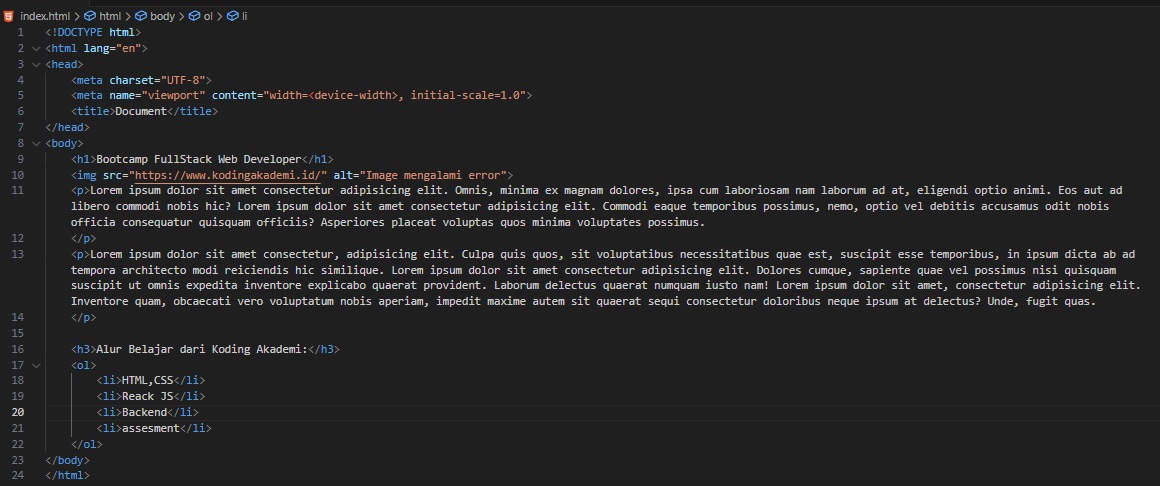 index.html > html > body > ol > li
1 <!DOCTYPE html>
2 <html lang="en">
3 <head>
4 <meta charset="UTF-8">
5 <meta name="viewport" content="width=<device-width>, initial-scale=1.0">
6 <title>Document</title>
7 </head>
8 <body>
9 <h1>Bootcamp FullStack Web Developer</h1>
10 <img src="https://www.kodingakademi.id/" alt="Image mengalami error">
11 <p>Lorem ipsum dolor sit amet consectetur adipisicing elit. Omnis, minima ex magnam dolores, ipsa cum laboriosam nam laborum ad at, eligendi optio animi. Eos aut ad
libero commodi nobis hic? Lorem ipsum dolor sit amet consectetur adipisicing elit. Commodi eaque temporibus possimus, nemo, optio vel debitis accusamus odit nobis
officia consequatur quisquam officiis? Asperiores placeat voluptas quos minima voluptates possimus.
12 </p>
13 <p>Lorem ipsum dolor sit amet consectetur, adipisicing elit. Culpa quis quos, sit voluptatibus necessitatibus quae est, suscipit esse temporibus, in ipsum dicta ab ad
tempora architecto modi reiciendis hic similique. Lorem ipsum dolor sit amet consectetur adipisicing elit. Dolores cumque, sapiente quae vel possimus nisi quisquam
suscipit ut omnis expedita inventore explicabo quaerat provident. Laborum delectus quaerat numquam iusto nam! Lorem ipsum dolor sit amet, consectetur adipisicing elit.
Inventore quam, obcaecati vero voluptatum nobis aperiam, impedit maxime autem sit quaerat sequi consectetur doloribus neque ipsum at delectus? Unde, fugit quas.
14 </p>
15
16 <h3>Alur Belajar dari Koding Akademi:</h3>
17 <ol>
18 <li>HTML,CSS</li>
19 <li>Reack JS</li>
20 <li>Backend</li>
21 <li>assesment</li>
22 </ol>
23 </body>
24 </html>